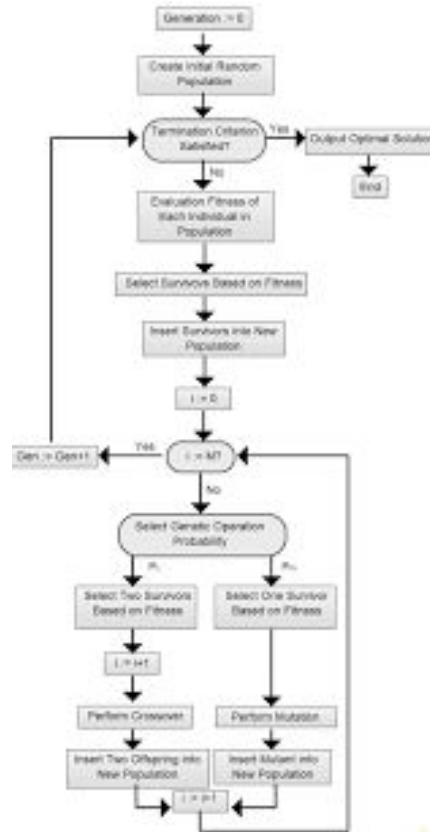 Generation := 0
Create Initial Random
Population
Termination Criterion
Satisfied?
Yes
Output Optimal Solution
End
No
Evaluation Fitness of
Each Individual in
Population
Select Survivors Based on Fitness
Insert Survivors into New
Population
i := 0
Gen := Gen+1
Yes
i := M?
No
Select Genetic Operation
Probability
Select Two Survivors
Based on Fitness
Select One Survivor
Based on Fitness
i := i+1
Perform Crossover
Perform Mutation
Insert Two Offspring into
New Population
Insert Mutant into
New Population
i := i+1